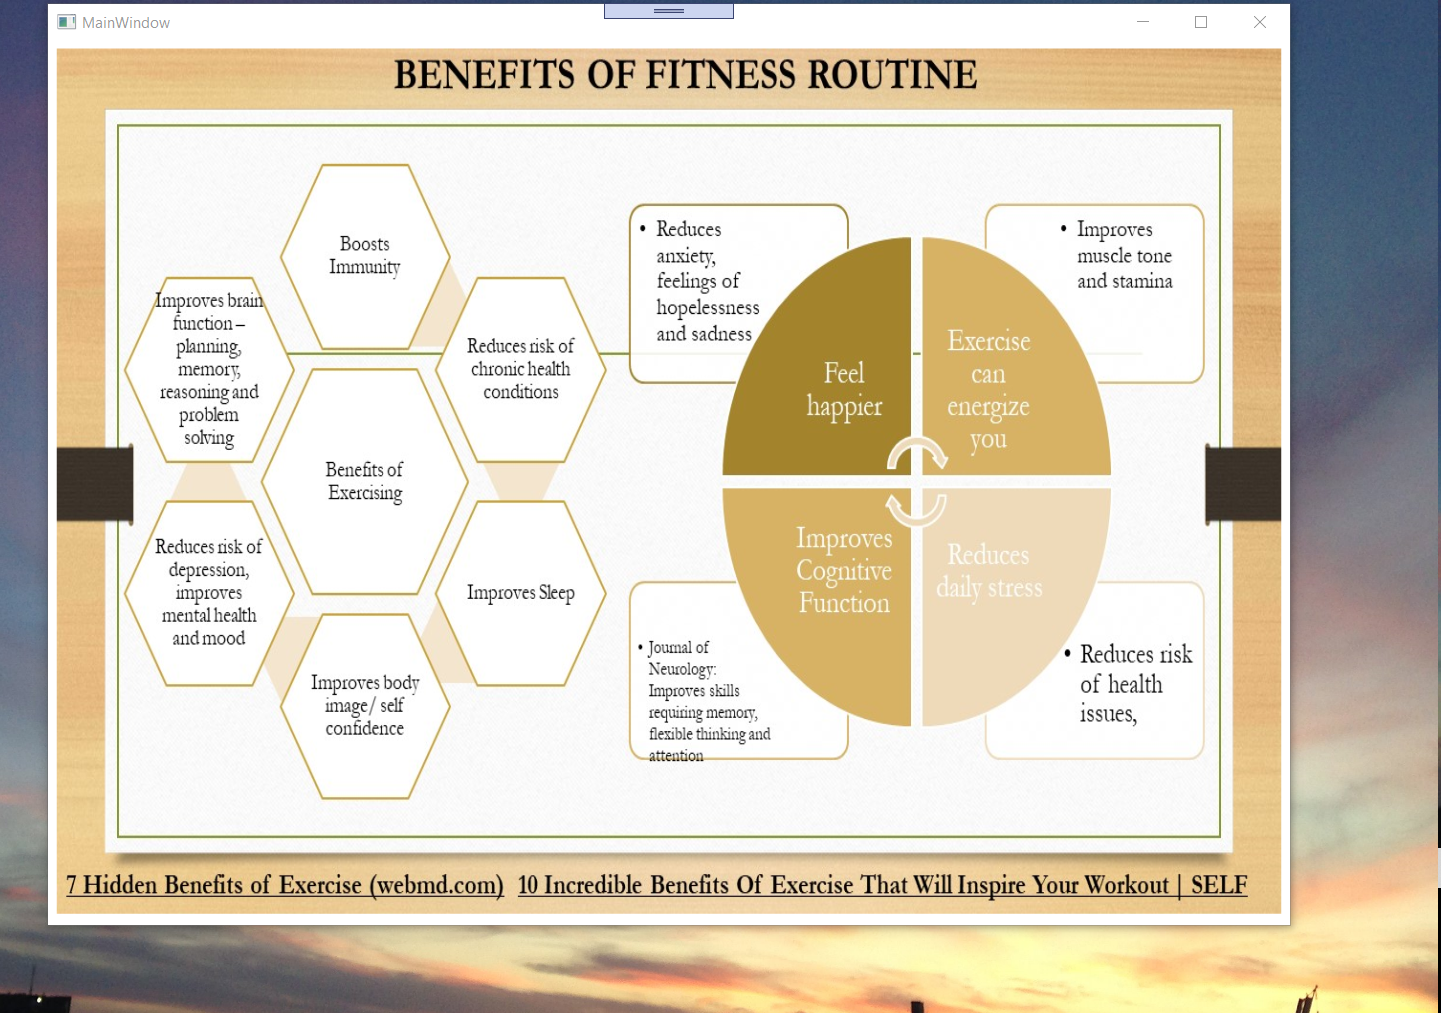 MainWindow
BENEFITS OF FITNESS ROUTINE
Boosts
Immunity
Improves brain
function –
planning,
memory,
reasoning and
problem
solving
Reduces risk of
chronic health
conditions
Benefits of
Exercising
Reduces risk of
depression,
improves
mental health
and mood
Improves Sleep
Improves body
image/ self
confidence
• Reduces
anxiety,
feelings of
hopelessness
and sadness
• Improves
muscle tone
and stamina
Feel
happier
Exercise
can
energize
you
Improves
Cognitive
Function
Reduces
daily stress
• Journal of
Neurology:
Improves skills
requiring memory,
flexible thinking and
attention
• Reduces risk
of health
issues,
7 Hidden Benefits of Exercise (webmd.com) 10 Incredible Benefits Of Exercise That Will Inspire Your Workout | SELF